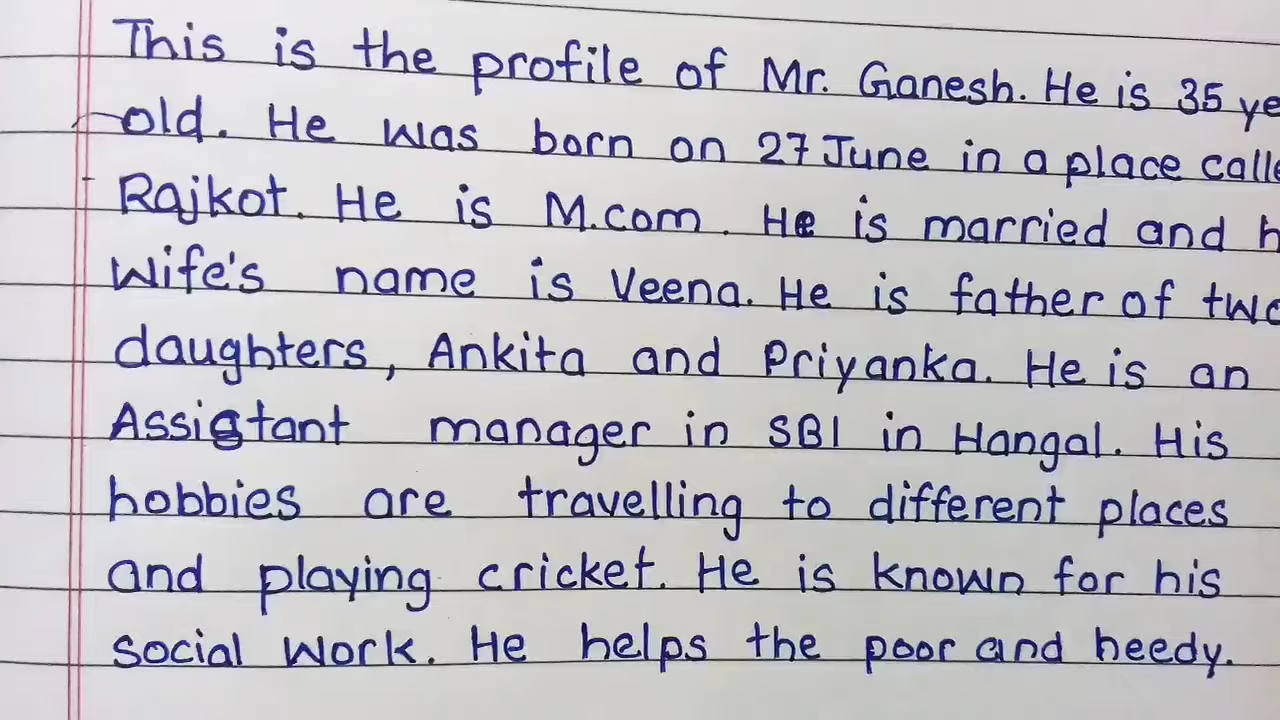 This is the profile of Mr. Ganesh. He is 35 ye
old. He was born on 27 June in a place calle
Rajkot. He is M.com. He is married and h
Wife's name is Veena. He is father of two
daughters, Ankita and Priyanka. He is an
Assistant manager in SBI in Hangal. His
hobbies are travelling to different places
and playing cricket. He is known for his
social work. He helps the poor and needy.